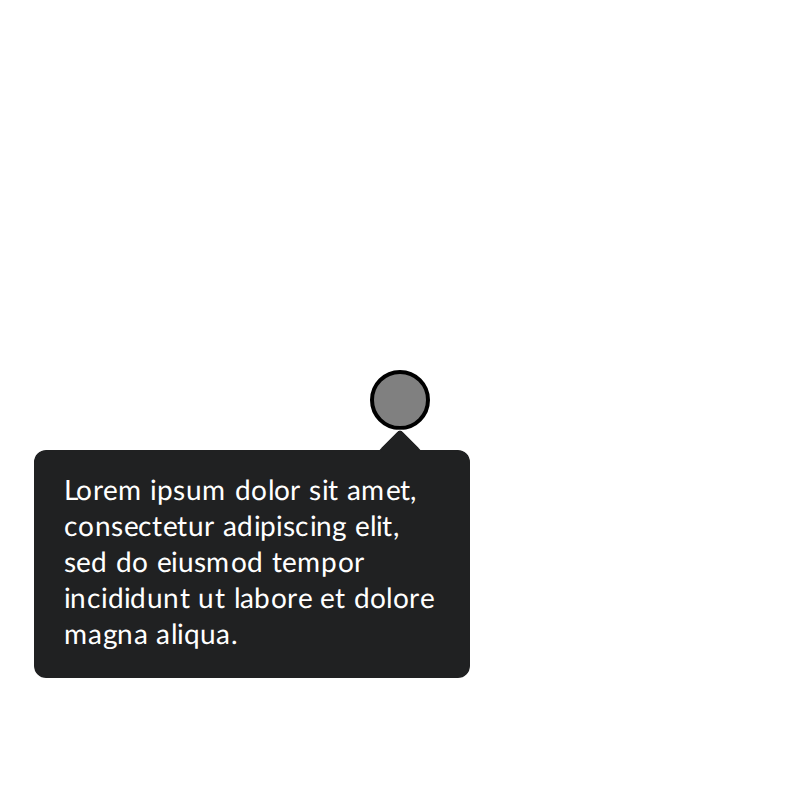 Lorem ipsum dolor sit amet,
consectetur adipiscing elit,
sed do eiusmod tempor
incididunt ut labore et dolore
magna aliqua.